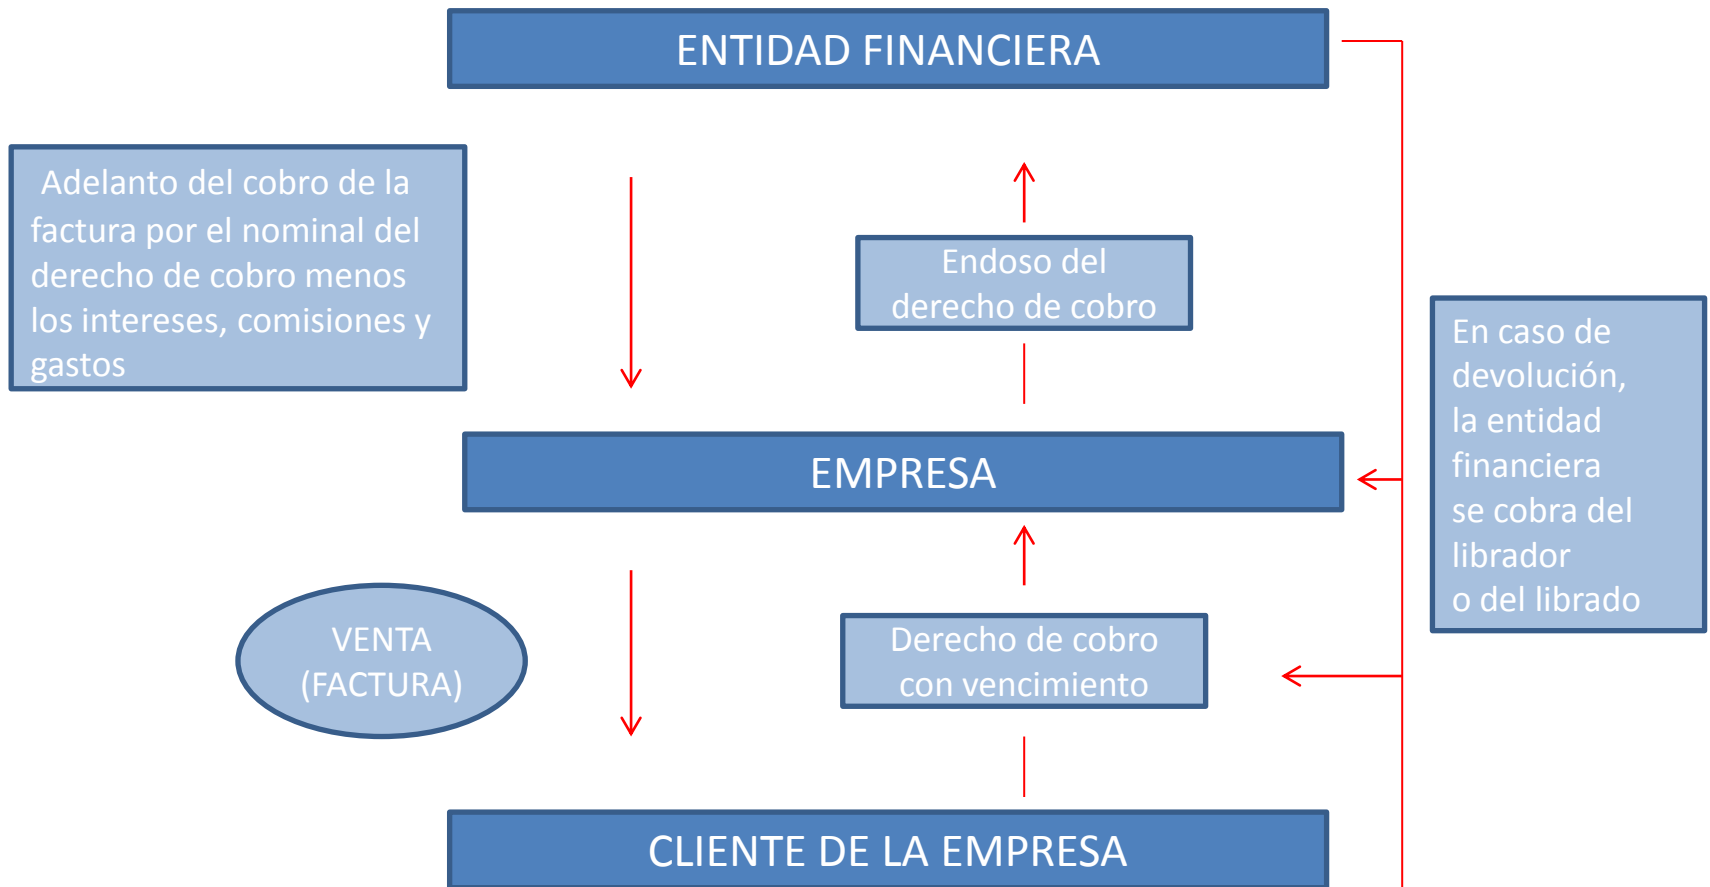 ENTIDAD FINANCIERA
Adelanto del cobro de la
factura por el nominal del
derecho de cobro menos
los intereses, comisiones y
gastos
Endoso del
derecho de cobro
En caso de
devolución,
la entidad
financiera
se cobra del
librador
o del librado
EMPRESA
VENTA
(FACTURA)
Derecho de cobro
con vencimiento
CLIENTE DE LA EMPRESA